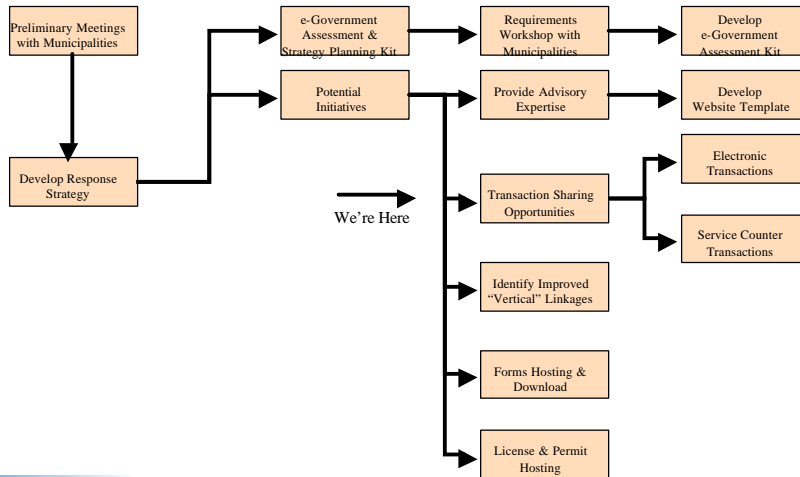 Preliminary Meetings
with Municipalities
e-Government
Assessment &
Strategy Planning Kit
Requirements
Workshop with
Municipalities
Develop
e-Government
Assessment Kit
Potential
Initiatives
Provide Advisory
Expertise
Develop
Website Template
Develop Response
Strategy
We’re Here
Transaction Sharing
Opportunities
Electronic
Transactions
Service Counter
Transactions
Identify Improved
“Vertical” Linkages
Forms Hosting &
Download
License & Permit
Hosting